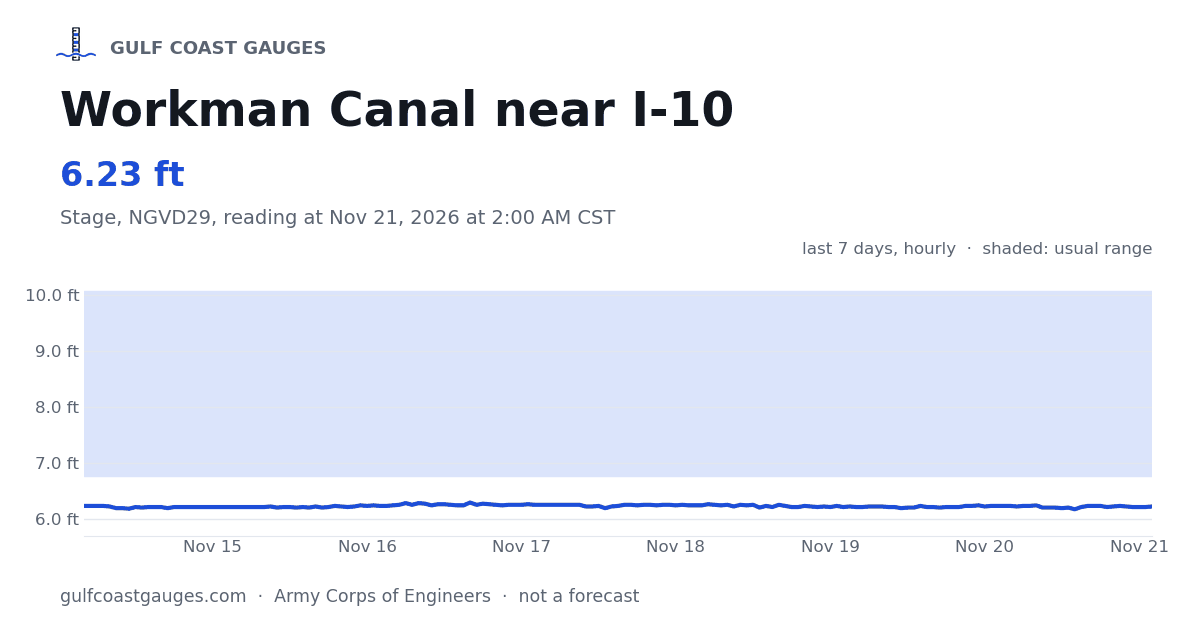 GULF COAST GAUGES
Workman Canal near I-10
6.23 ft
Stage, NGVD29, reading at Nov 21, 2026 at 2:00 AM CST
last 7 days, hourly · shaded: usual range
10.0 ft
9.0 ft
8.0 ft
7.0 ft
6.0 ft
Nov 15 Nov 16 Nov 17 Nov 18 Nov 19 Nov 20 Nov 21
gulfcoastgauges.com · Army Corps of Engineers · not a forecast